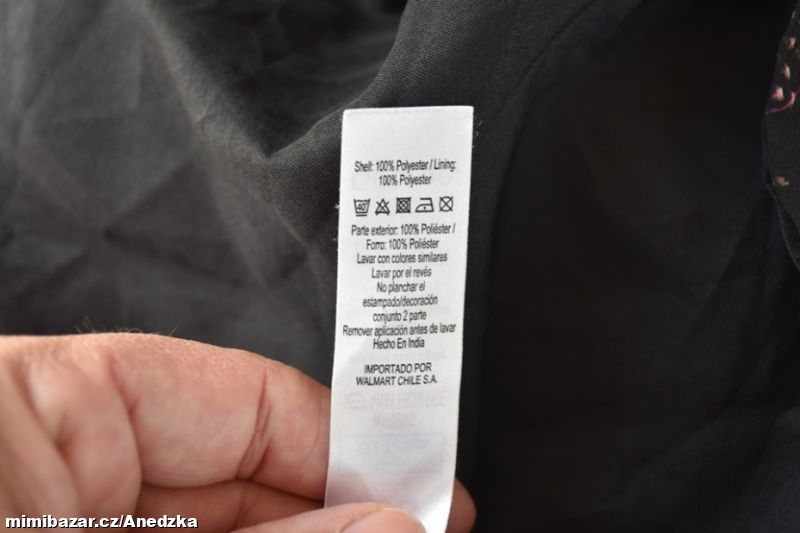 Shell: 100% Polyester / Lining:
100% Polyester
40
Parte exterior: 100% Poliéster /
Forro: 100% Poliéster
Lavar con colores similares
Lavar por el revés
No planchar el
estampado/decoración
conjunto 2 parte
Remover aplicación antes de lavar
Hecho En India
IMPORTADO POR
WALMART CHILE S.A.
mimibazar.cz/Anedzka